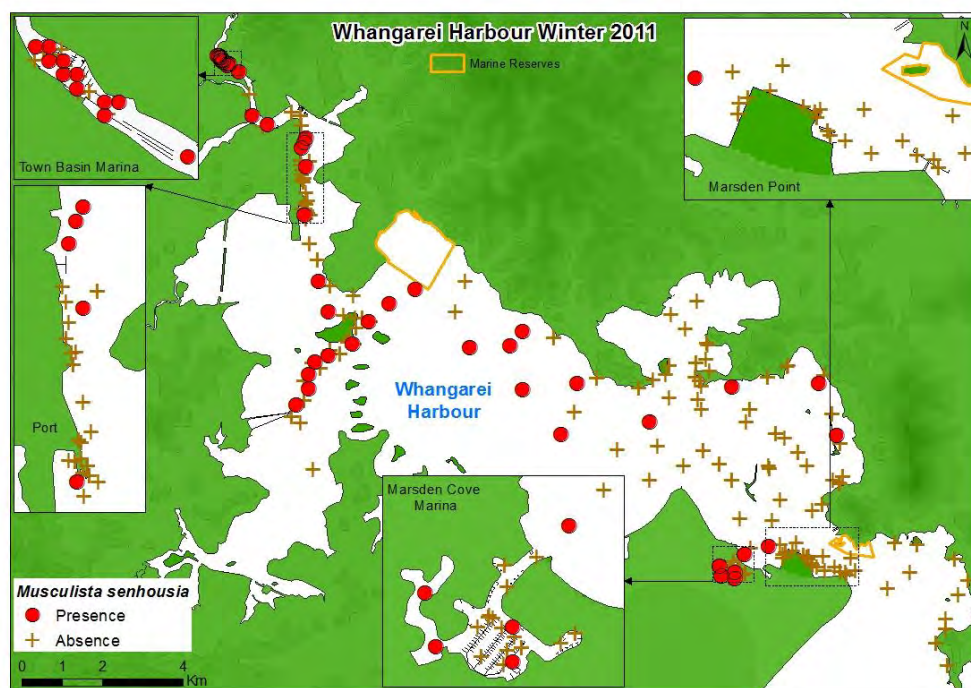 Whangarei Harbour Winter 2011
Marine Reserves
N
Town Basin Marina
Marsden Point
Port
Whangarei
Harbour
Marsden Cove
Marina
Musculista senhousia
Presence
Absence
0 1 2 4
Km